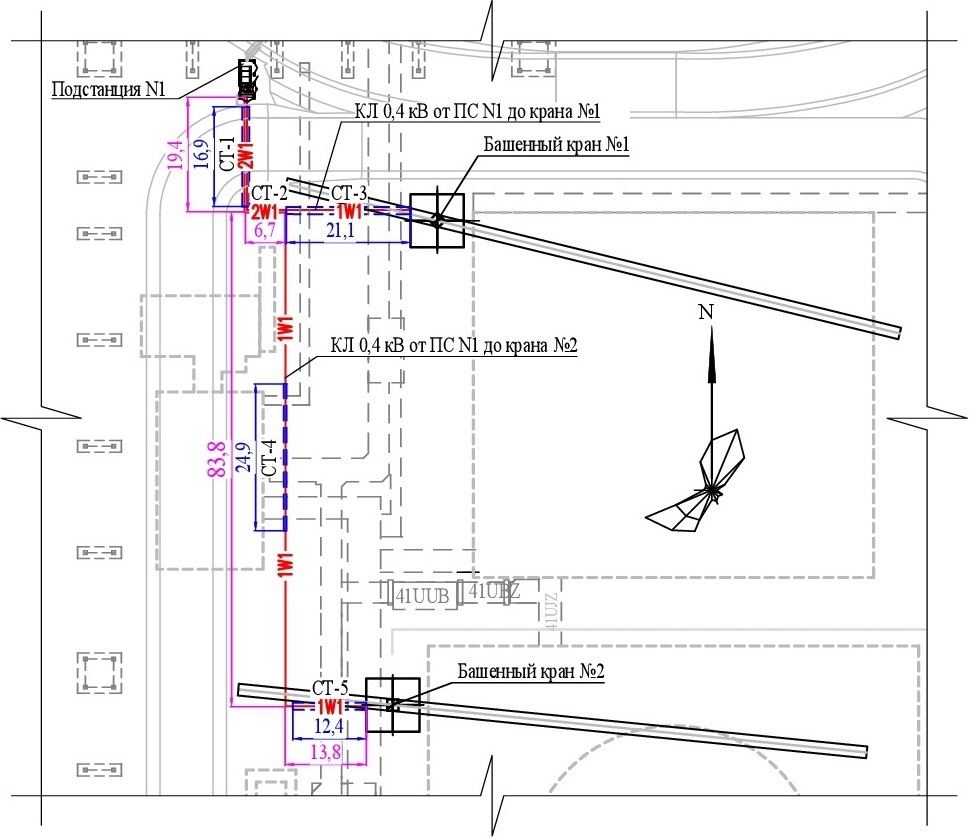 Подстанция N1
КЛ 0,4 кВ от ПС N1 до крана №1
Башенный кран №1
19,4
16,9
СТ-1
2W1
СТ-2
СТ-3
2W1
1W1
6,7
21,1
N
1W1
КЛ 0,4 кВ от ПС N1 до крана №2
83,8
24,9
СТ-4
1W1
41UUB
41UBZ
41UJZ
Башенный кран №2
СТ-5
1W1
12,4
13,8